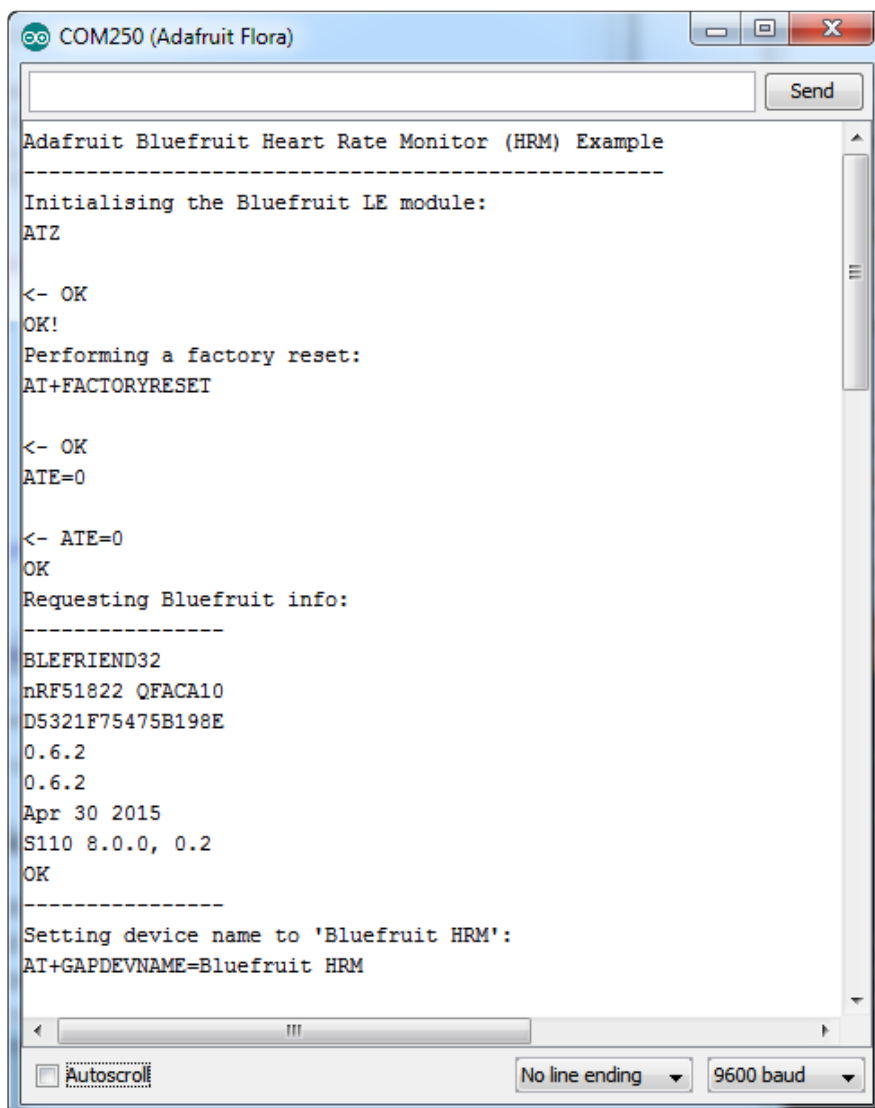 COM250 (Adafruit Flora)
Send
Adafruit Bluefruit Heart Rate Monitor (HRM) Example
-----------------------------------------------------
Initialising the Bluefruit LE module:
ATZ
<- OK
OK!
Performing a factory reset:
AT+FACTORYRESET
<- OK
ATE=0
<- ATE=0
OK
Requesting Bluefruit info:
----------------
BLEFRIEND32
nRF51822 QFACA10
D5321F75475B198E
0.6.2
0.6.2
Apr 30 2015
S110 8.0.0, 0.2
OK
----------------
Setting device name to 'Bluefruit HRM':
AT+GAPDEVNAME=Bluefruit HRM
Autoscroll No line ending 9600 baud